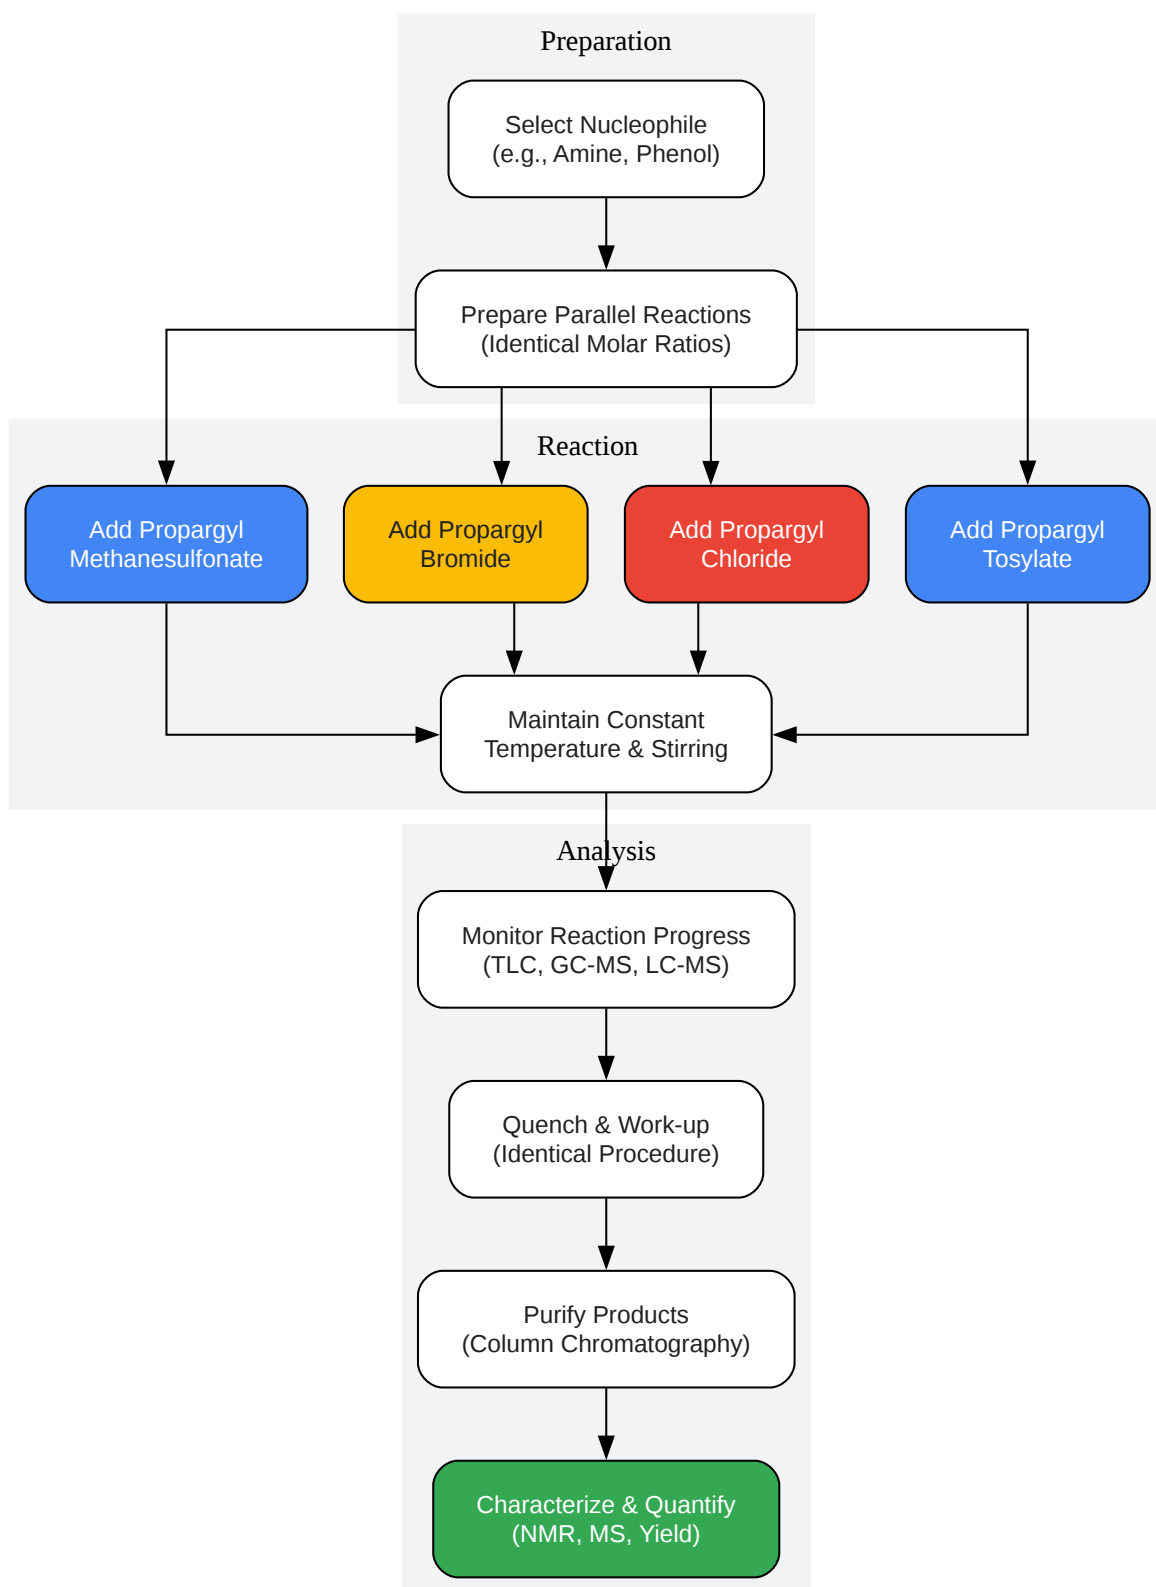 Preparation
Select Nucleophile
(e.g., Amine, Phenol)
Prepare Parallel Reactions
(Identical Molar Ratios)
Reaction
Add Propargyl
Methanesulfonate
Add Propargyl
Bromide
Add Propargyl
Chloride
Add Propargyl
Tosylate
Maintain Constant
Temperature & Stirring
Analysis
Monitor Reaction Progress
(TLC, GC-MS, LC-MS)
Quench & Work-up
(Identical Procedure)
Purify Products
(Column Chromatography)
Characterize & Quantify
(NMR, MS, Yield)